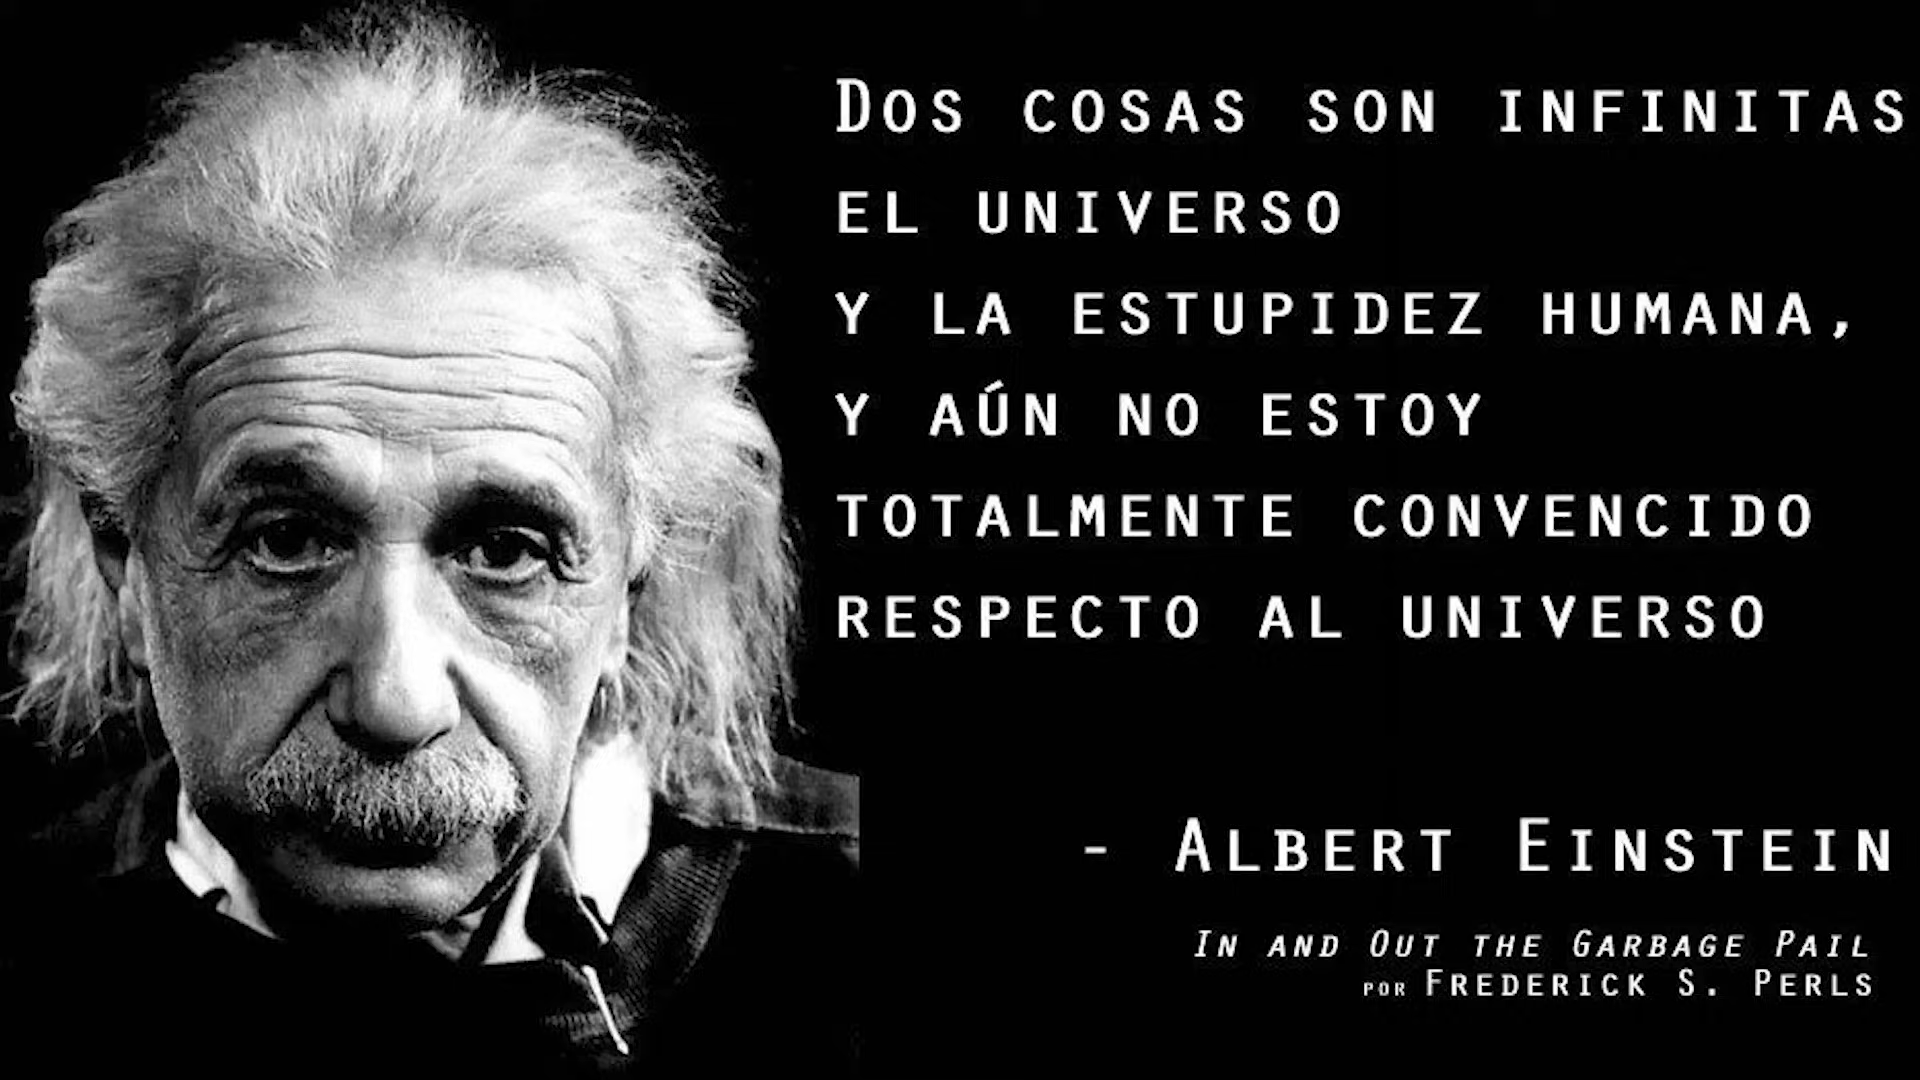 Dos cosas son infinitas
el universo
y la estupidez humana,
y aún no estoy
totalmente convencido
respecto al universo
- Albert Einstein
In and Out the Garbage Pail
por Frederick S. Perls